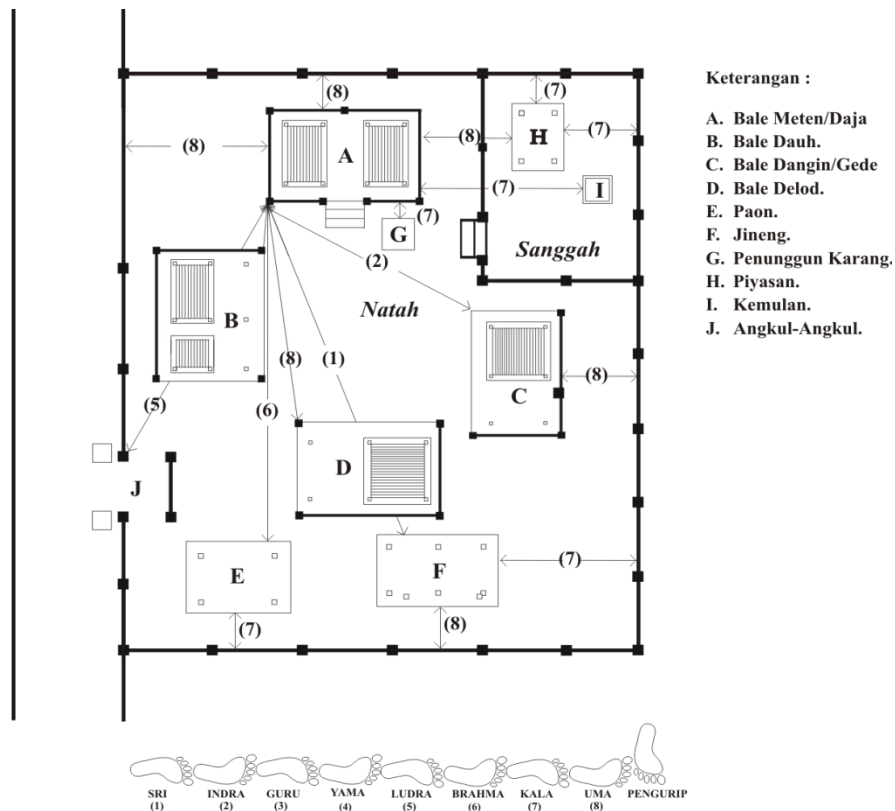 Keterangan :
A. Bale Meten/Daja
B. Bale Dauh.
C. Bale Dangin/Gede
D. Bale Delod.
E. Paon.
F. Jineng.
G. Penunggun Karang.
H. Piyasan.
I. Kemulan.
J. Angkul-Angkul.
(8)
(7)
(8)
A
(8)
H
(7)
(7)
I
(7)
G
(2)
Sanggah
Natah
B
(8)
(1)
(8)
C
(5)
(6)
D
J
E
F
(7)
(7)
(8)
SRI INDRA GURU YAMA LUDRA BRAHMA KALA UMA PENGURIP
(1) (2) (3) (4) (5) (6) (7) (8)